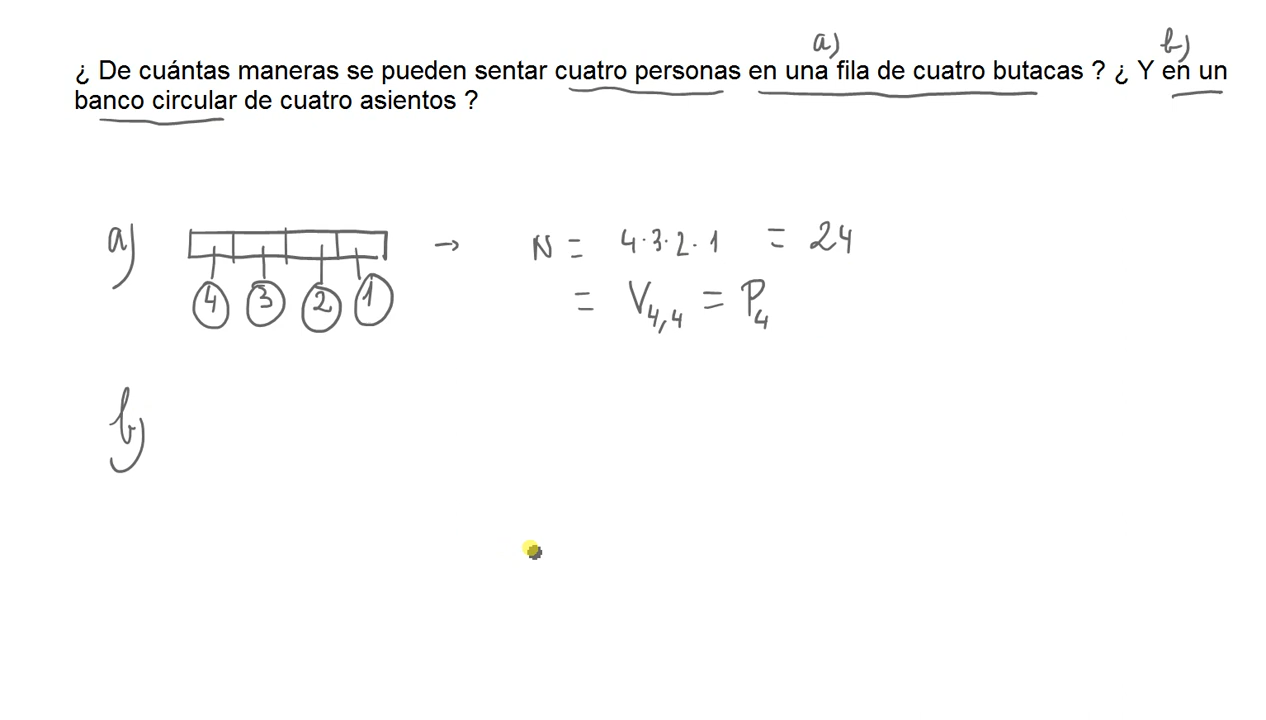 a) b)
¿ De cuántas maneras se pueden sentar cuatro personas en una fila de cuatro butacas ? ¿ Y en un
banco circular de cuatro asientos ?
a) → N = 4·3·2·1 = 24
4 3 2 1 = V₄,₄ = P₄
b)